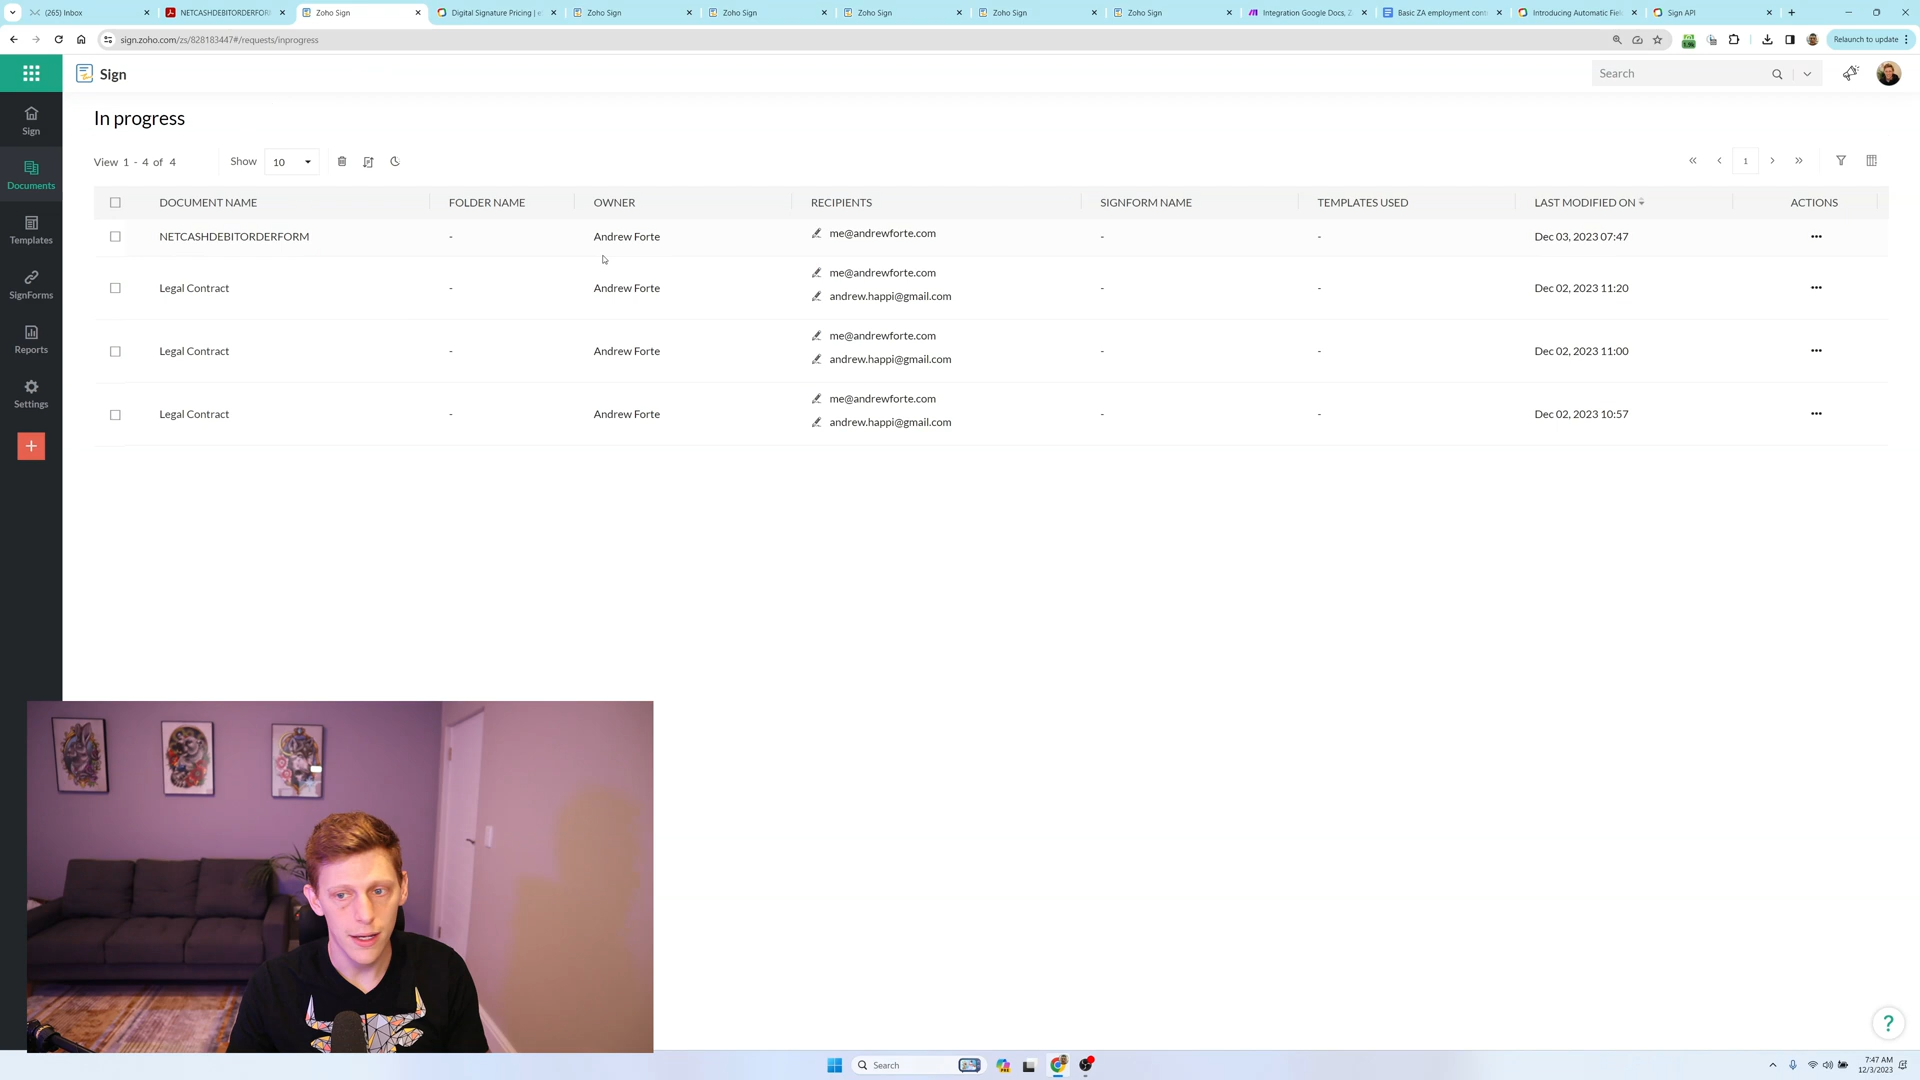 (265) Inbox
NETCASHDEBITORDERFORM
Zoho Sign
Digital Signature Pricing | e
Zoho Sign
Zoho Sign
Zoho Sign
Zoho Sign
Zoho Sign
Integration Google Docs, Z
Basic ZA employment cont
Introducing Automatic Fiel
Sign API
sign.zoho.com/zs/828183447#/requests/inprogress
Relaunch to update
Sign
Search
In progress
View 1 - 4 of 4
Show 10
1
DOCUMENT NAME FOLDER NAME OWNER RECIPIENTS SIGNFORM NAME TEMPLATES USED LAST MODIFIED ON ACTIONS
NETCASHDEBITORDERFORM - Andrew Forte me@andrewforte.com - - Dec 03, 2023 07:47
Legal Contract - Andrew Forte me@andrewforte.com - - Dec 02, 2023 11:20
andrew.happi@gmail.com
Legal Contract - Andrew Forte me@andrewforte.com - - Dec 02, 2023 11:00
andrew.happi@gmail.com
Legal Contract - Andrew Forte me@andrewforte.com - - Dec 02, 2023 10:57
andrew.happi@gmail.com
Sign
Documents
Templates
SignForms
Reports
Settings
+
?
Search
7:47 AM
12/3/2023